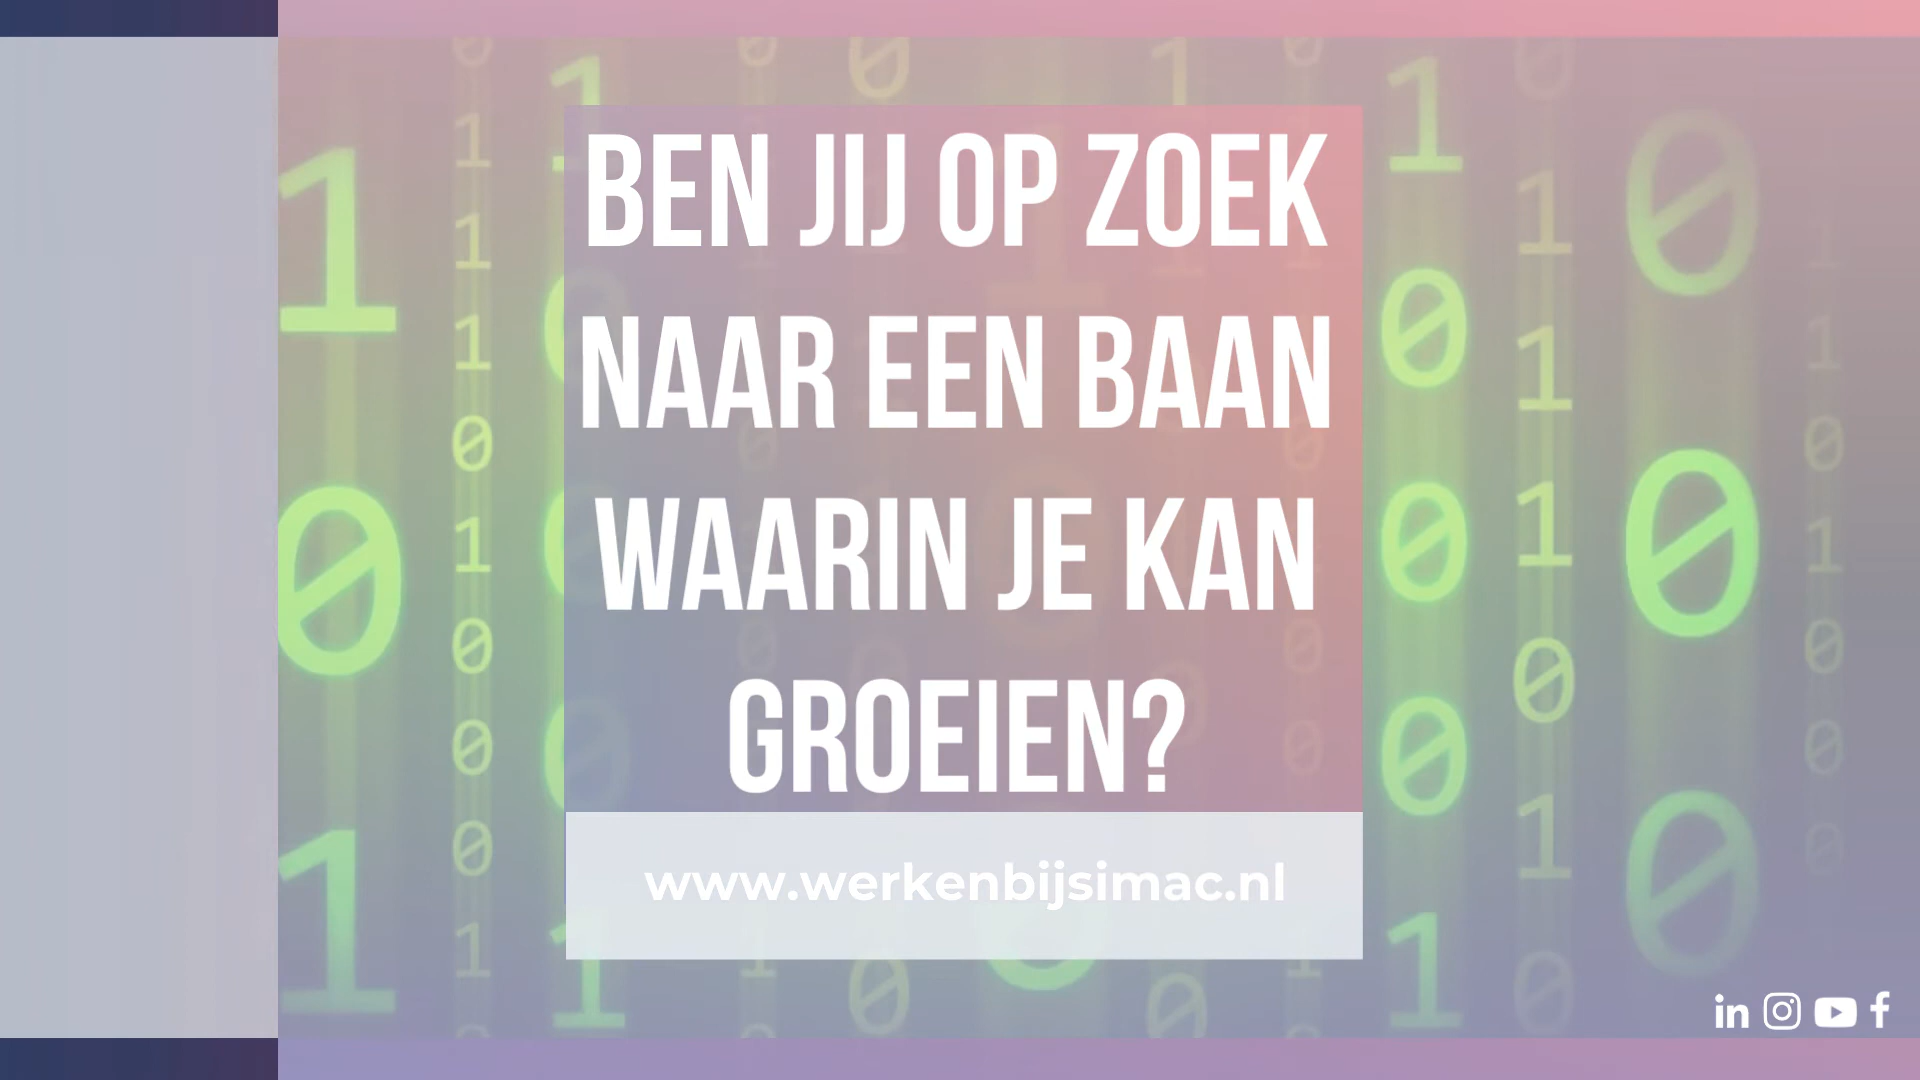 BEN JIJ OP ZOEK
NAAR EEN BAAN
WAARIN JE KAN
GROEIEN?
www.werkenbijsimac.nl